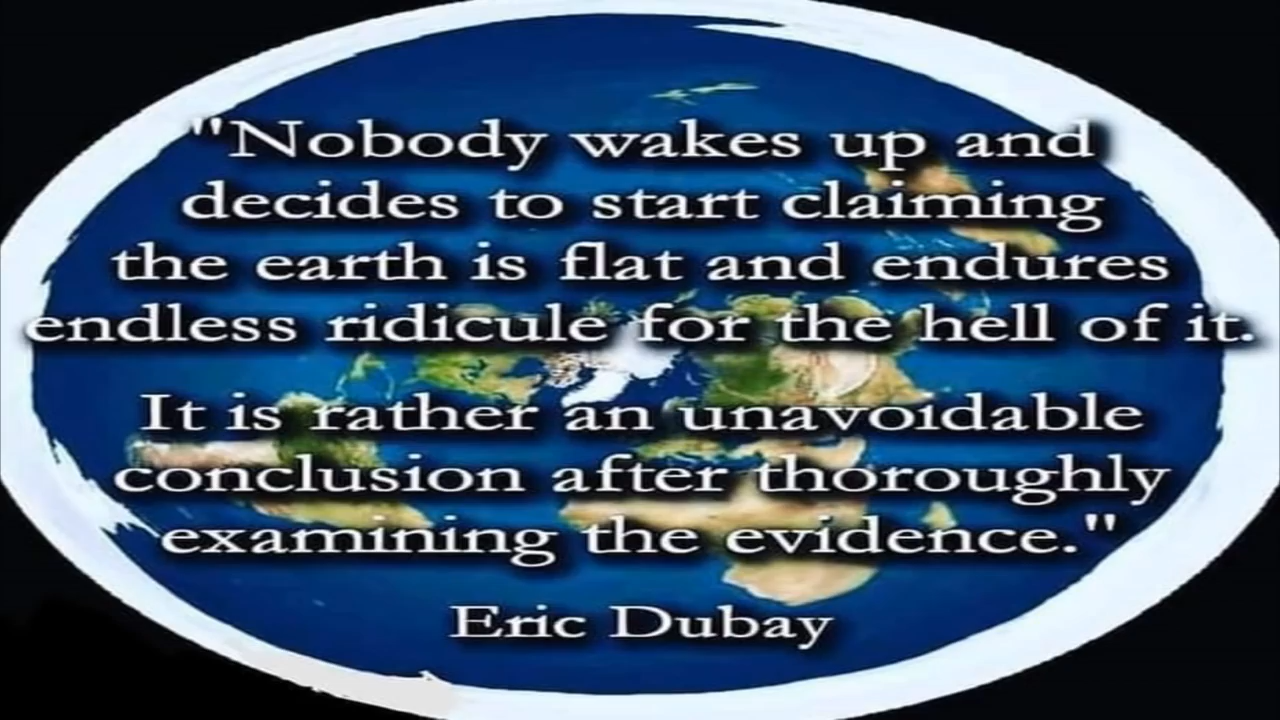 "Nobody wakes up and
decides to start claiming
the earth is flat and endures
endless ridicule for the hell of it.
It is rather an unavoidable
conclusion after thoroughly
examining the evidence."
Eric Dubay